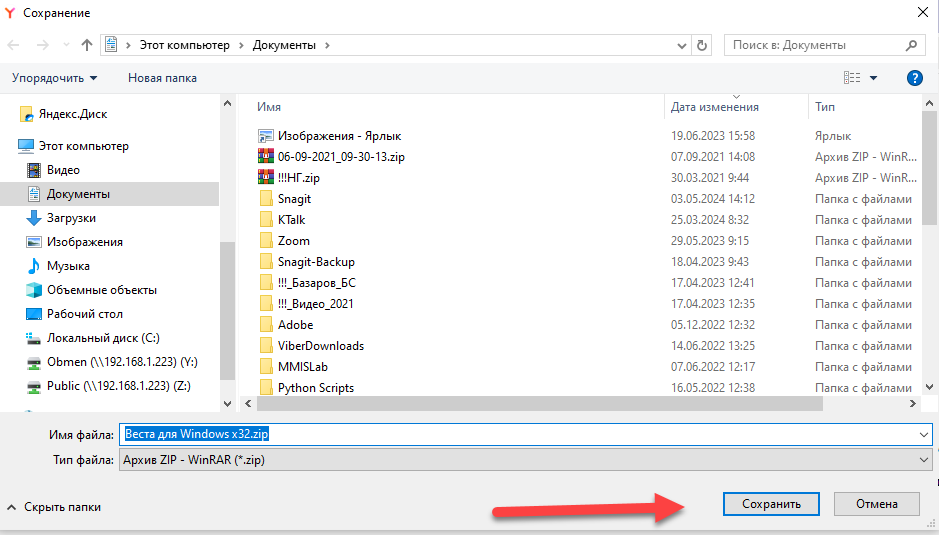 Сохранение
Этот компьютер > Документы >
Поиск в: Документы
Упорядочить
Новая папка
Яндекс.Диск
Этот компьютер
Видео
Документы
Загрузки
Изображения
Музыка
Объемные объекты
Рабочий стол
Локальный диск (C:)
Obmen (\\192.168.1.223) (Y:)
Public (\\192.168.1.223) (Z:)
Имя Дата изменения Тип
Изображения - Ярлык 19.06.2023 15:58 Ярлык
06-09-2021_09-30-13.zip 07.09.2021 14:08 Архив ZIP - WinR...
!!!НГ.zip 30.03.2021 9:44 Архив ZIP - WinR...
Snagit 03.05.2024 14:12 Папка с файлами
KTalk 25.03.2024 8:32 Папка с файлами
Zoom 29.05.2023 9:15 Папка с файлами
Snagit-Backup 18.04.2023 9:43 Папка с файлами
!!!_Базаров_БС 17.04.2023 12:41 Папка с файлами
!!!_Видео_2021 17.04.2023 12:35 Папка с файлами
Adobe 05.12.2022 12:32 Папка с файлами
ViberDownloads 14.06.2022 13:25 Папка с файлами
MMISLab 07.06.2022 12:17 Папка с файлами
Python Scripts 16.05.2022 12:38 Папка с файлами
Имя файла: Веста для Windows x32.zip
Тип файла: Архив ZIP - WinRAR (*.zip)
Скрыть папки
Сохранить
Отмена